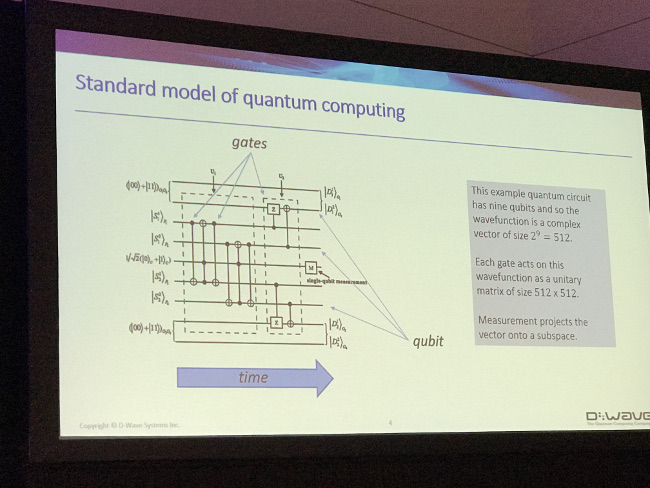 Standard model of quantum computing
gates
This example quantum circuit
has nine qubits and so the
wavefunction is a complex
vector of size 2⁹ = 512.
Each gate acts on this
wavefunction as a unitary
matrix of size 512 x 512.
Measurement projects the
vector onto a subspace.
Z
M
single-qubit measurement
Z
qubit
time
Copyright © D-Wave Systems Inc.
4
D:Wave
The Quantum Computing Company